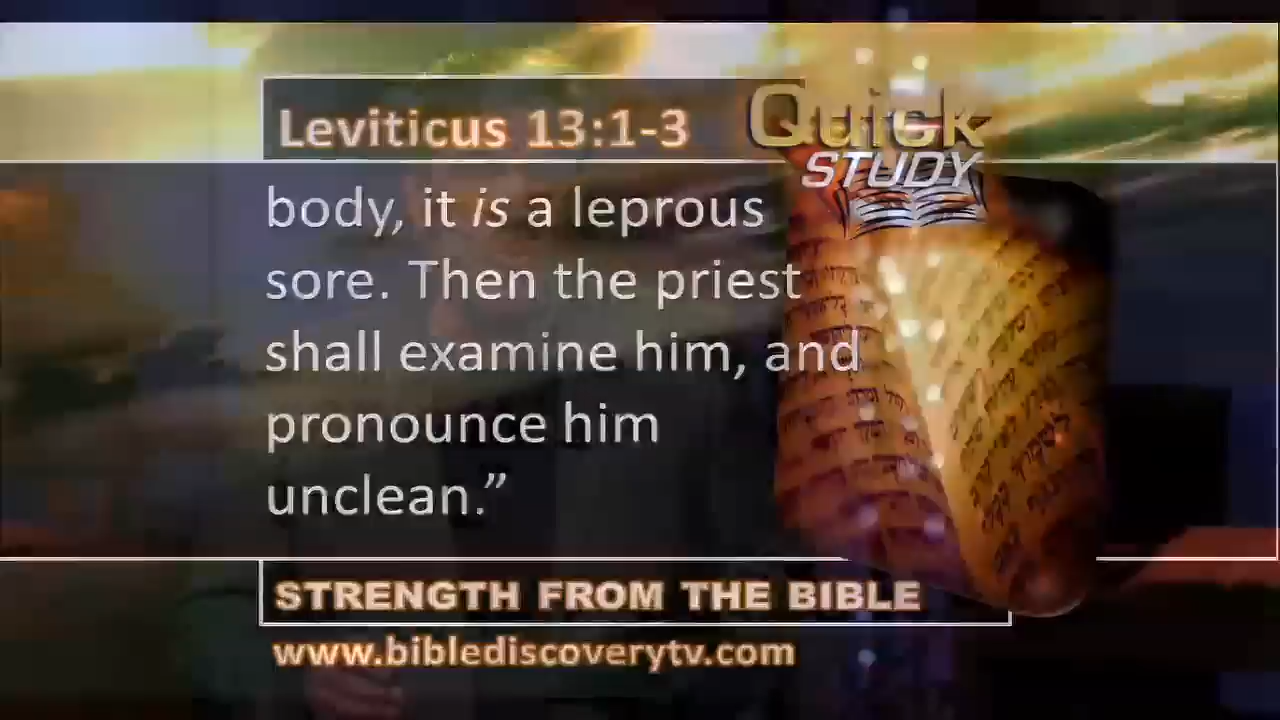 Leviticus 13:1-3
Quick
STUDY
body, it is a leprous
sore. Then the priest
shall examine him, and
pronounce him
unclean.”
STRENGTH FROM THE BIBLE
www.biblediscoverytv.com